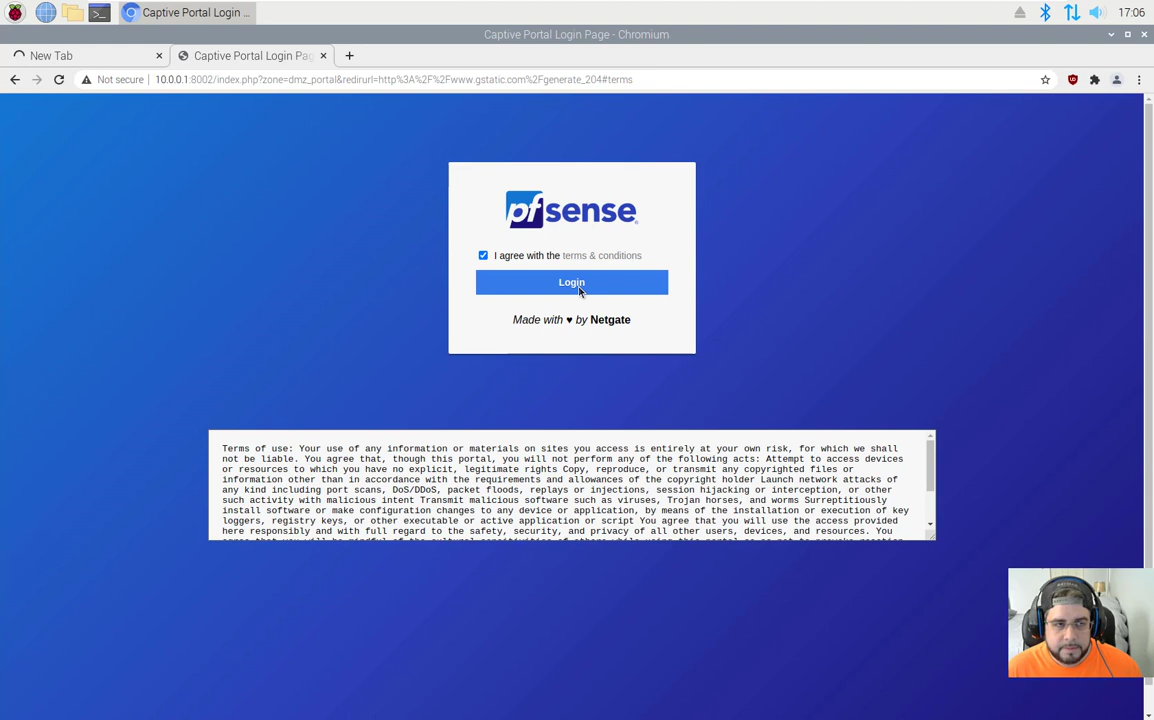 Captive Portal Login ...
17:06
Captive Portal Login Page - Chromium
New Tab
Captive Portal Login Pag
Not secure
10.0.0.1:8002/index.php?zone=dmz_portal&redirurl=http%3A%2F%2Fwww.gstatic.com%2Fgenerate_204#terms
pfsense
I agree with the terms & conditions
Login
Made with ♥ by Netgate
Terms of use: Your use of any information or materials on sites you access is entirely at your own risk, for which we shall
not be liable. You agree that, though this portal, you will not perform any of the following acts: Attempt to access devices
or resources to which you have no explicit, legitimate rights Copy, reproduce, or transmit any copyrighted files or
information other than in accordance with the requirements and allowances of the copyright holder Launch network attacks of
any kind including port scans, DoS/DDoS, packet floods, replays or injections, session hijacking or interception, or other
such activity with malicious intent Transmit malicious software such as viruses, Trojan horses, and worms Surreptitiously
install software or make configuration changes to any device or application, by means of the installation or execution of key
loggers, registry keys, or other executable or active application or script You agree that you will use the access provided
here responsibly and with full regard to the safety, security, and privacy of all other users, devices, and resources. You